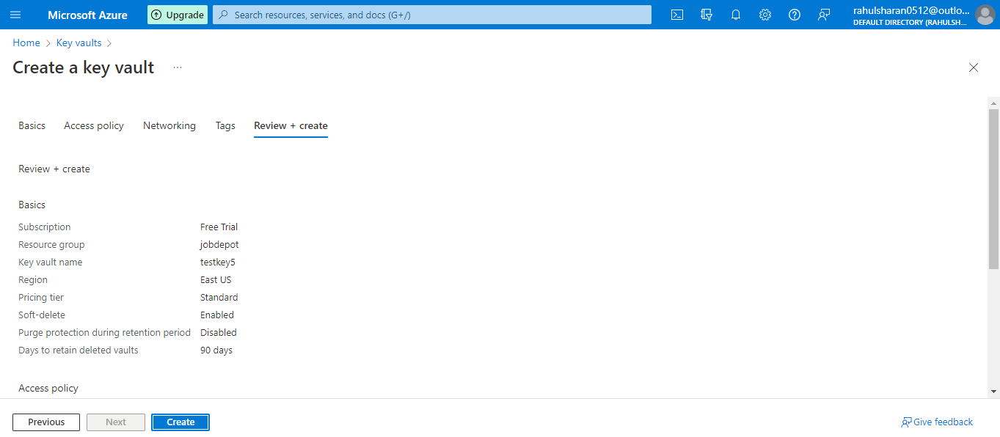 Microsoft Azure
Upgrade
Search resources, services, and docs (G+/)
rahulsharan0512@outlo...
DEFAULT DIRECTORY (RAHULSH...
Home > Key vaults >
Create a key vault ...
Basics Access policy Networking Tags Review + create
Review + create
Basics
Subscription Free Trial
Resource group jobdepot
Key vault name testkey5
Region East US
Pricing tier Standard
Soft-delete Enabled
Purge protection during retention period Disabled
Days to retain deleted vaults 90 days
Access policy
Previous Next Create
Give feedback